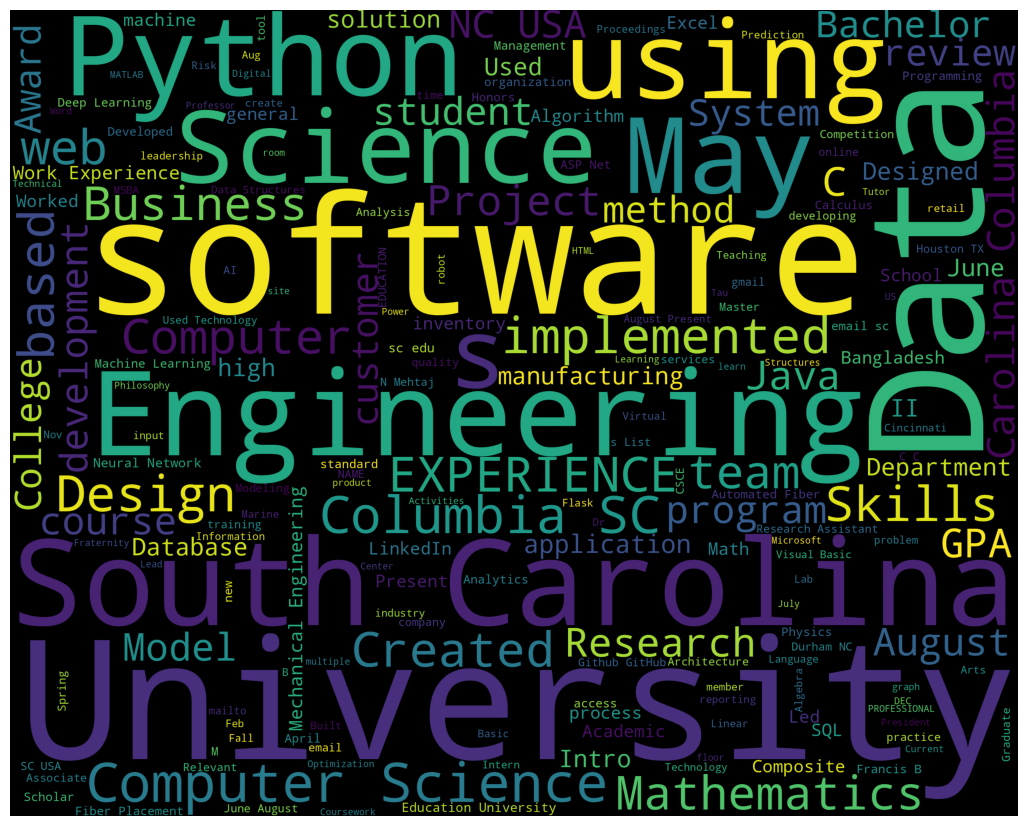 machine
solution
NC USA
Excel
Proceedings
Bachelor
Python
using
tool
Aug
MATLAB
Risk
Digital
Management
Prediction
review
Used
organization
Programming
Award
Deep Learning
Professor
create
time
Honors
Word
general
student
Algorithm
System
Data
Developed
Science
May
Competition
web
leadership
room
online
Work Experience
ASP Net
Technical
MSBA
Data Structures
C
Designed
Columbia
Worked
Business
Analysis
Project
method
Calculus
Tutor
developing
retail
software
based
AI
robot
HTML
Teaching
Houston TX
School
June
site
EDUCATION
gmail
US
development
customer
Tau
Master
Used Technology
Power
August Present
email sc
Computer
inventory
implemented
Carolina
sc edu
Bangladesh
Machine Learning
high
quality
Learning
services
Structures
S
learn
manufacturing
Java
Philosophy
N Mehtaj
College
II
Engineering
Virtual
Cincinnati
Nov
input
s List
C C
Neural Network
standard
EXPERIENCE
team
Department
NAME
product
CSCE
Design
Modeling
Activities
Flask
Automated Fiber
Skills
Mechanical Engineering
Columbia SC
program
course
Marine
training
Dr
Research Assistant
Information
Database
LinkedIn
application
Math
Microsoft
problem
GPA
Fraternity
Lead
Center
Visual Basic
South Carolina
new
Present
Analytics
Lab
industry
company
July
Model
Created
Research
Physics
August
Durham NC
Spring
B
multiple
Github GitHub
Architecture
Language
Arts
University
member
Algebra
graph
access
DEC
reporting
PROFESSIONAL
mailto
process
Led
President
Feb
Built
Academic
Linear
SQL
practice
Fall
April
Basic
Graduate
M
email
Intro
floor
Current
SC USA
Relevant
Optimization
Intern
Technology
Composite
Francis B
Associate
Computer Science
Mathematics
Scholar
Fiber Placement
June August
Coursework
Education University